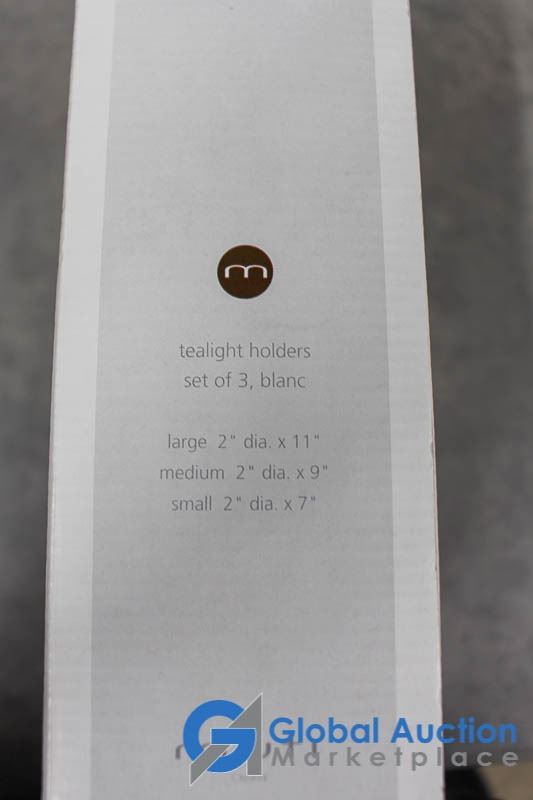 m
tealight holders
set of 3, blanc
large 2" dia. x 11"
medium 2" dia. x 9"
small 2" dia. x 7"
GA Global Auction
Marketplace